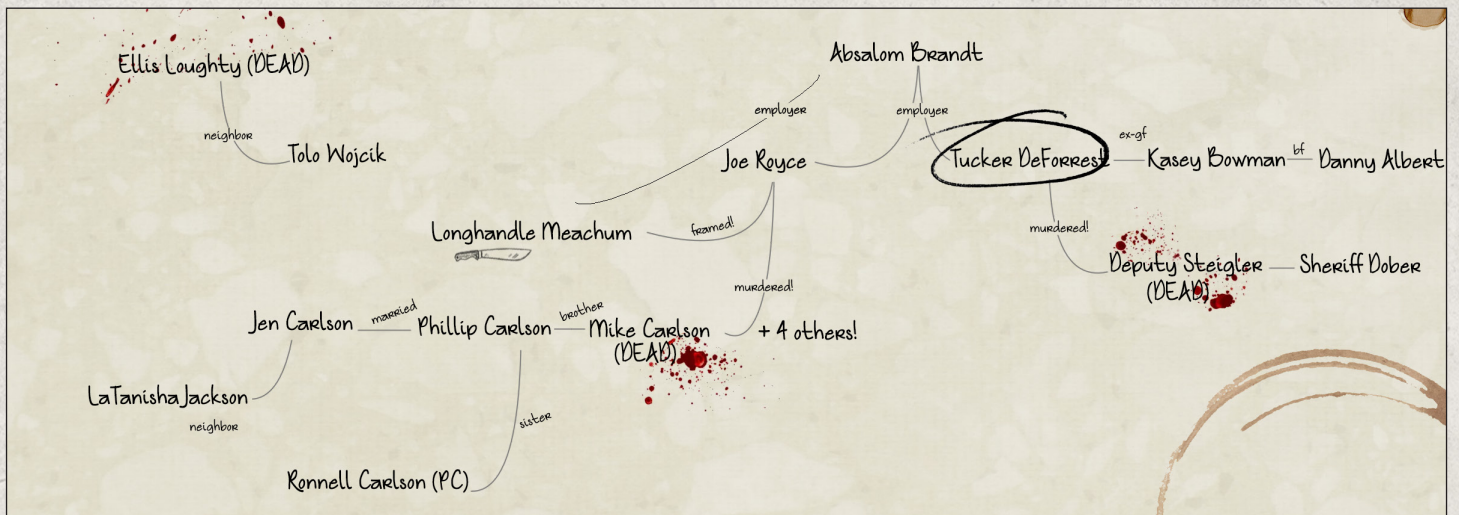 Absalom Brandt
Ellis Loughty (DEAD)
employer
employer
neighbor
ex-gf
bf
Tolo Wojcik
Joe Royce
Tucker DeForrest
Kasey Bowman
Danny Albert
Longhandle Meachum
framed!
murdered!
Deputy Steigler
(DEAD)
Sheriff Dober
murdered!
Jen Carlson
married
Phillip Carlson
brother
Mike Carlson
(DEAD)
+ 4 others!
LaTanisha Jackson
neighbor
sister
Ronnell Carlson (PC)